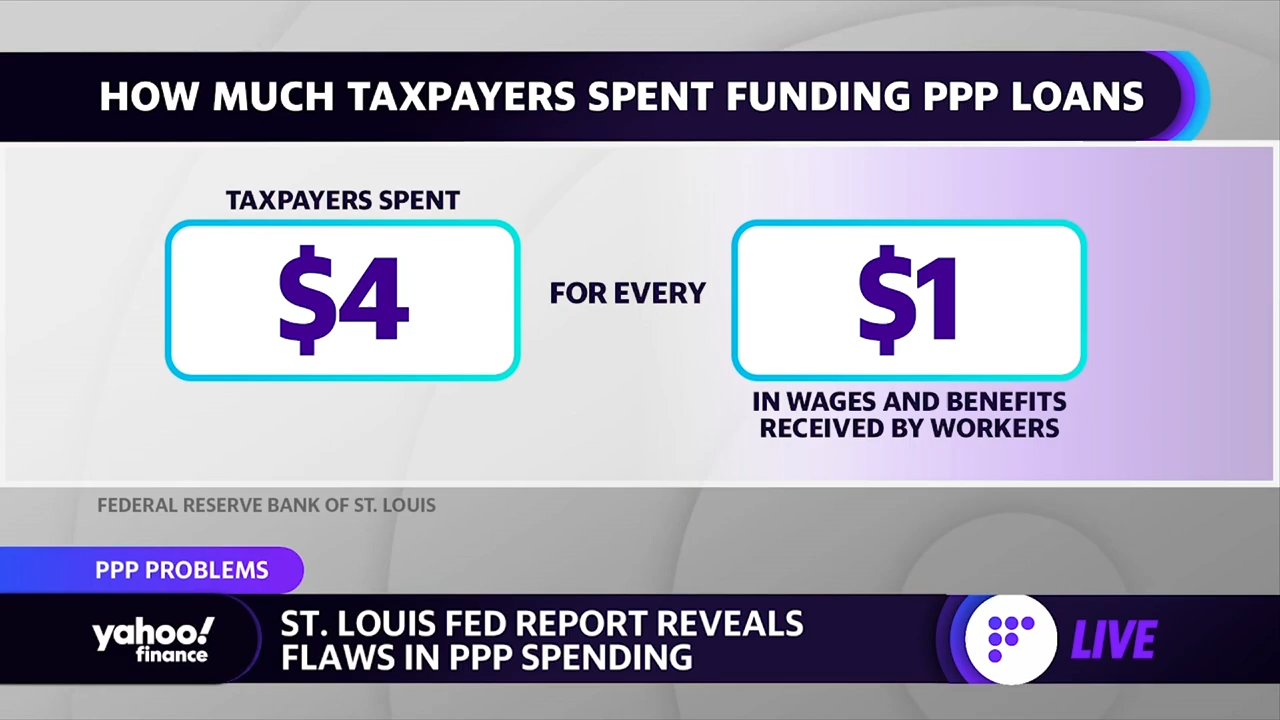 HOW MUCH TAXPAYERS SPENT FUNDING PPP LOANS
TAXPAYERS SPENT
$4
FOR EVERY
$1
IN WAGES AND BENEFITS
RECEIVED BY WORKERS
FEDERAL RESERVE BANK OF ST. LOUIS
PPP PROBLEMS
yahoo!
finance
ST. LOUIS FED REPORT REVEALS
FLAWS IN PPP SPENDING
LIVE